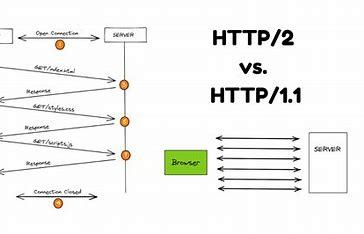 Open Connection
SERVER
1
GET/index.html
Response
GET/styles.css
Response
GET/scripts.js
Response
Connection Closed
HTTP/2
vs.
HTTP/1.1
Browser
SERVER